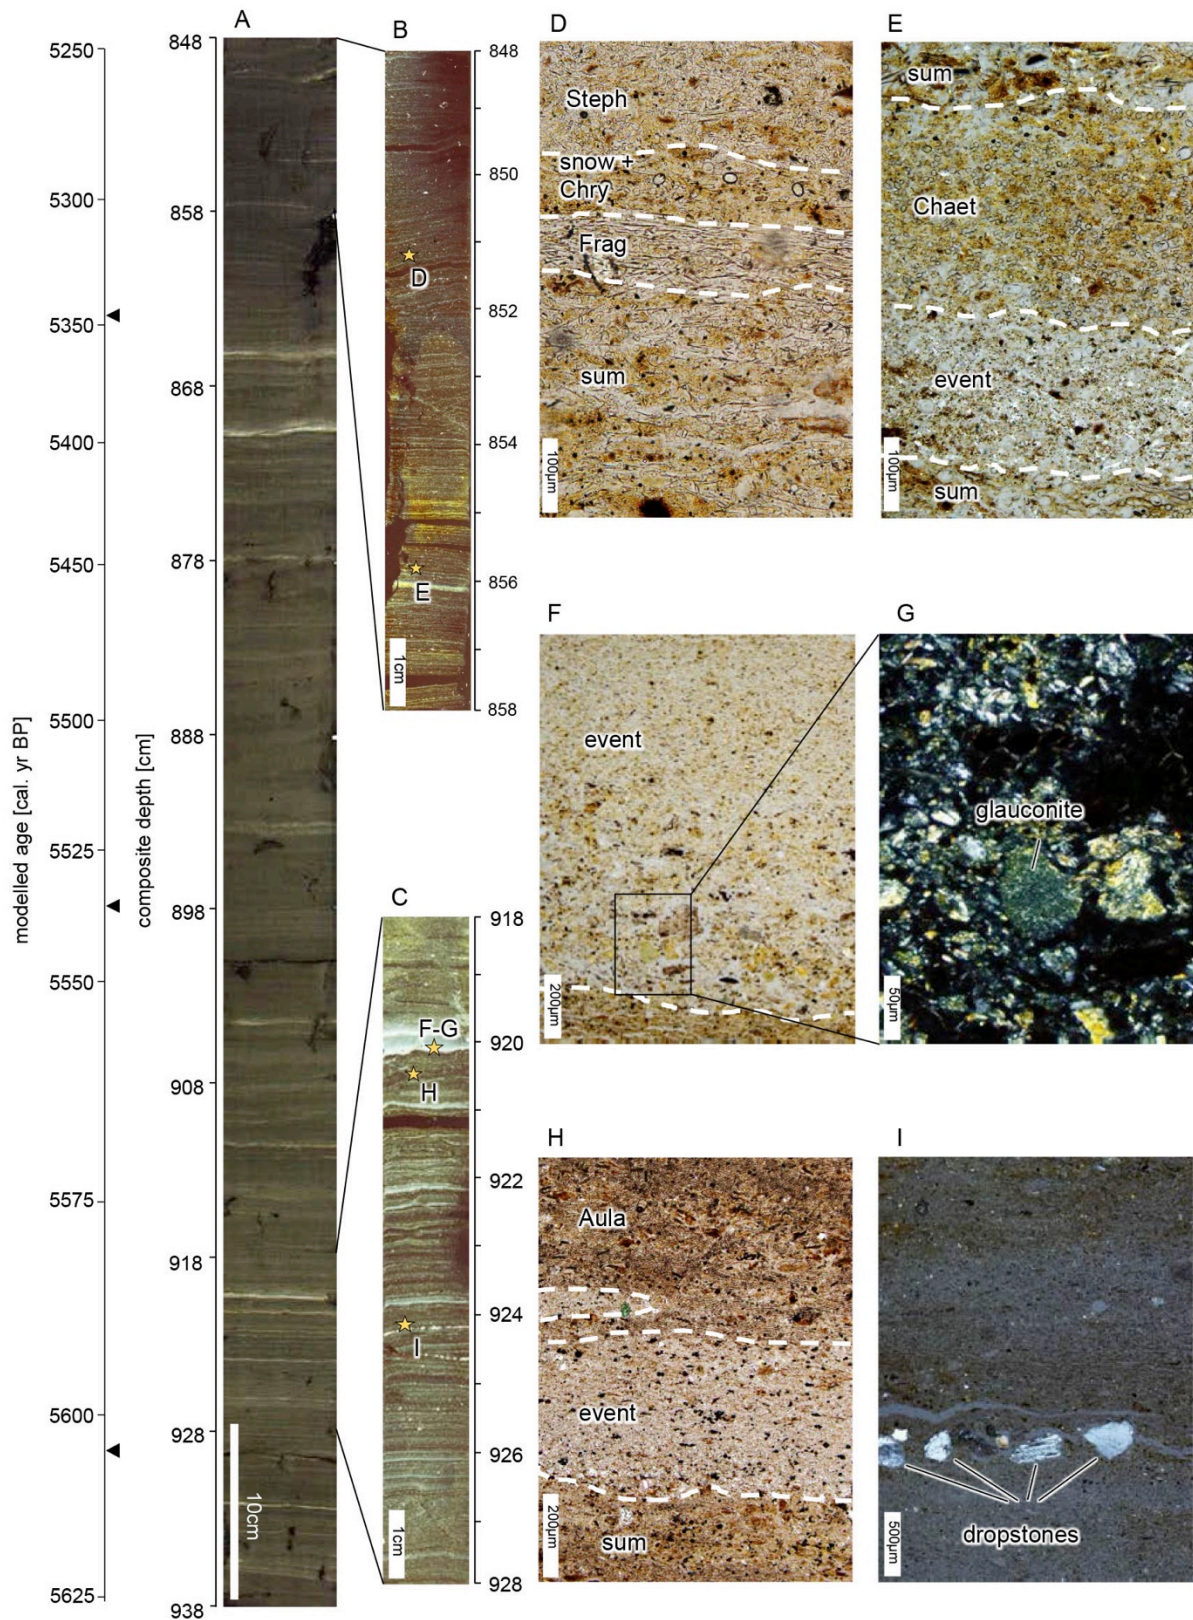 A
B
D
E
5250
5300
5350
5400
5450
5500
5525
5550
5575
5600
5625
modelled age [cal. yr BP]
848
858
868
878
888
898
908
918
928
938
composite depth [cm]
10cm
848
850
852
854
856
858
D
E
1cm
Steph
snow +
Chry
Frag
sum
100µm
sum
Chaet
event
sum
100µm
C
F
G
918
920
922
924
926
928
F-G
H
I
1cm
event
200µm
glauconite
50µm
H
I
Aula
event
sum
200µm
dropstones
500µm